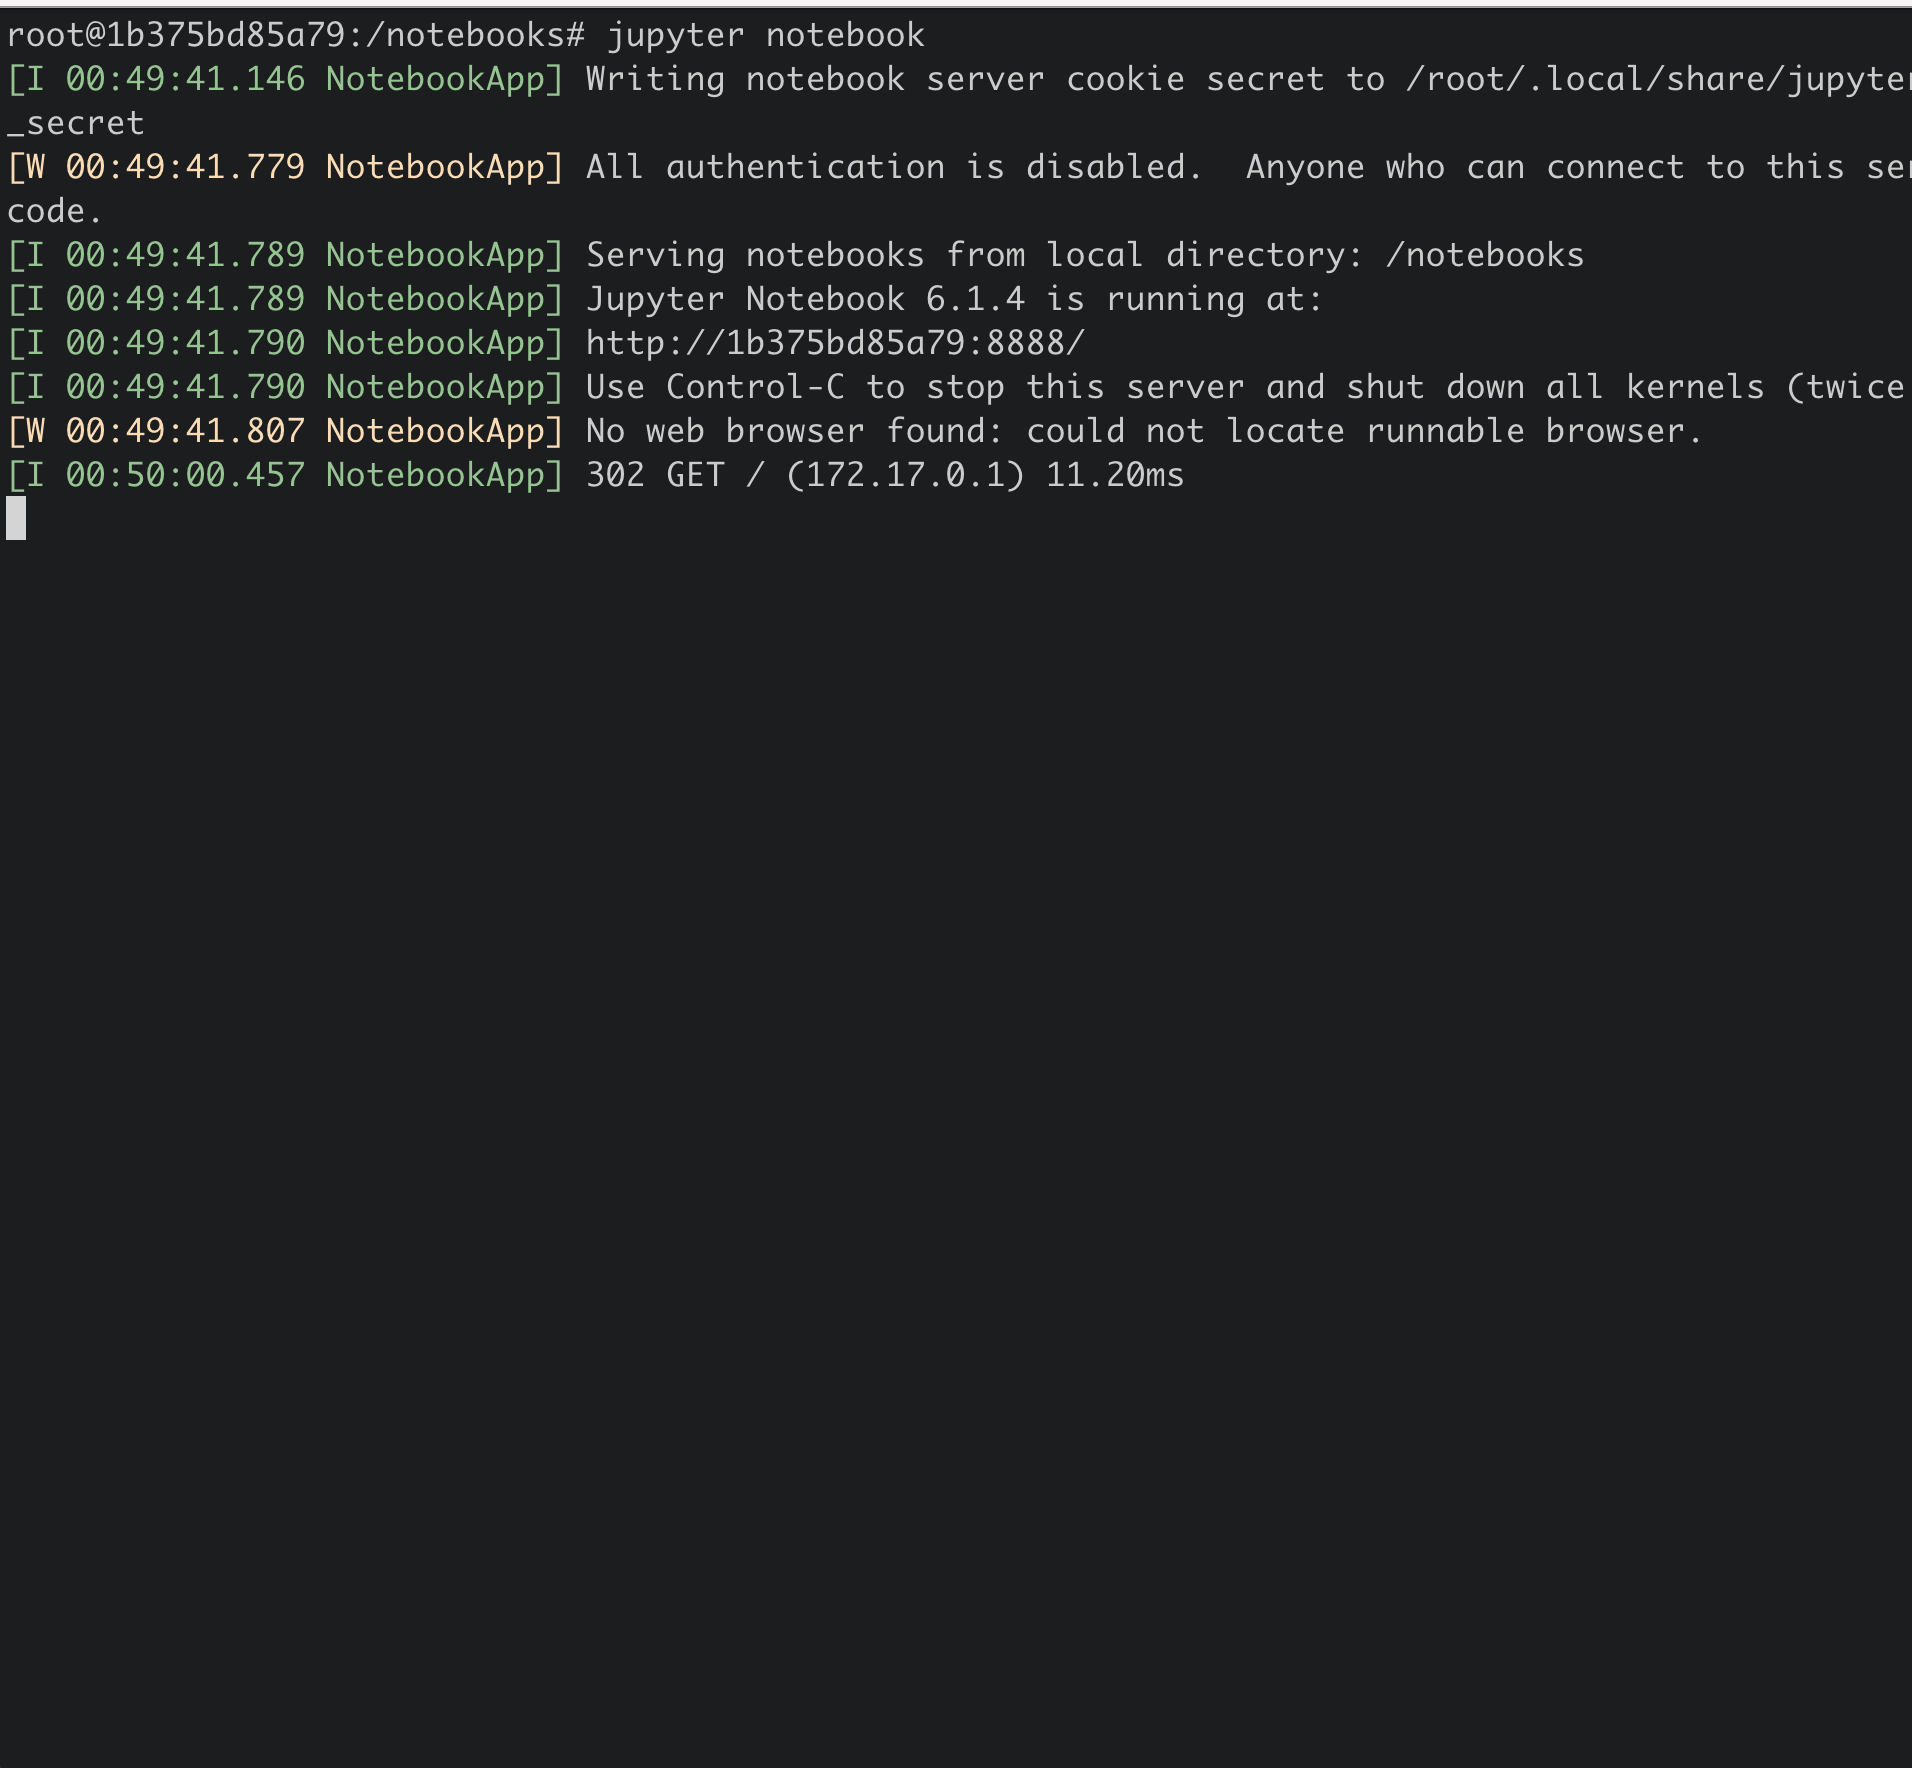 root@1b375bd85a79:/notebooks# jupyter notebook
[I 00:49:41.146 NotebookApp] Writing notebook server cookie secret to /root/.local/share/jupyter
_secret
[W 00:49:41.779 NotebookApp] All authentication is disabled.  Anyone who can connect to this ser
code.
[I 00:49:41.789 NotebookApp] Serving notebooks from local directory: /notebooks
[I 00:49:41.789 NotebookApp] Jupyter Notebook 6.1.4 is running at:
[I 00:49:41.790 NotebookApp] http://1b375bd85a79:8888/
[I 00:49:41.790 NotebookApp] Use Control-C to stop this server and shut down all kernels (twice
[W 00:49:41.807 NotebookApp] No web browser found: could not locate runnable browser.
[I 00:50:00.457 NotebookApp] 302 GET / (172.17.0.1) 11.20ms